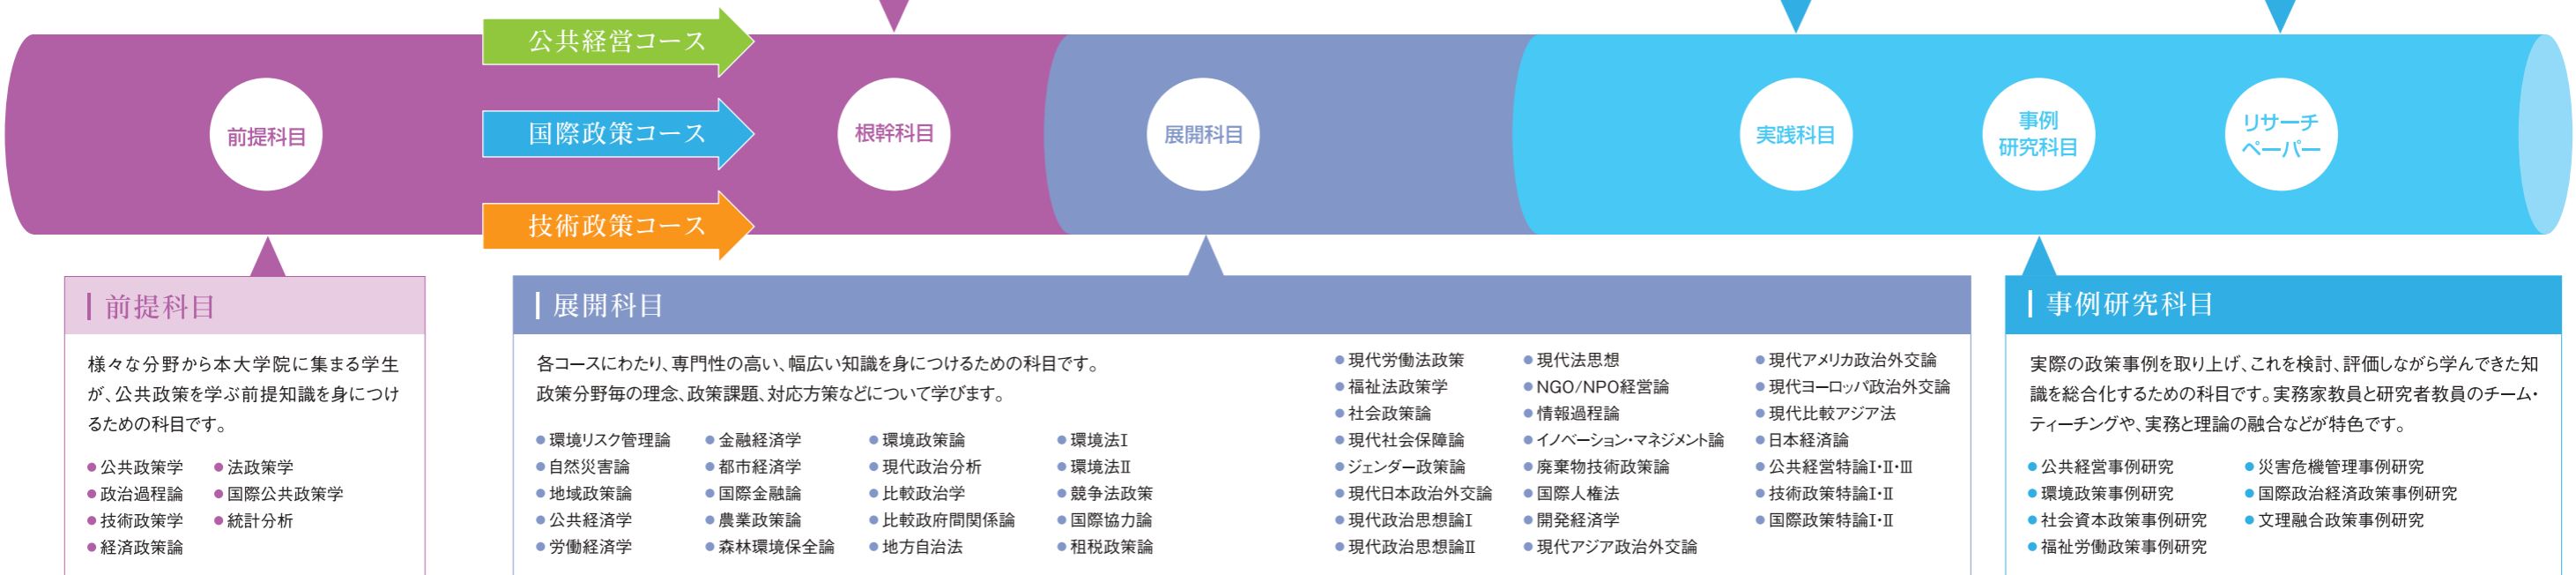 公共経営コース
国際政策コース
技術政策コース
前提科目
根幹科目
展開科目
実践科目
事例
研究科目
リサーチ
ペーパー
前提科目
様々な分野から本大学院に集まる学生
が、公共政策を学ぶ前提知識を身につけ
るための科目です。
●公共政策学 ●法政策学
●政治過程論 ●国際公共政策学
●技術政策学 ●統計分析
●経済政策論
展開科目
各コースにわたり、専門性の高い、幅広い知識を身につけるための科目です。
政策分野毎の理念、政策課題、対応方策などについて学びます。
●環境リスク管理論 ●金融経済学 ●環境政策論 ●環境法Ⅰ
●自然災害論 ●都市経済学 ●現代政治分析 ●環境法Ⅱ
●地域政策論 ●国際金融論 ●比較政治学 ●競争法政策
●公共経済学 ●農業政策論 ●比較政府間関係論 ●国際協力論
●労働経済学 ●森林環境保全論 ●地方自治法 ●租税政策論
●現代労働法政策 ●現代法思想 ●現代アメリカ政治外交論
●福祉法政策学 ●NGO/NPO経営論 ●現代ヨーロッパ政治外交論
●社会政策論 ●情報過程論 ●現代比較アジア法
●現代社会保障論 ●イノベーション・マネジメント論 ●日本経済論
●ジェンダー政策論 ●廃棄物技術政策論 ●公共経営特論Ⅰ・Ⅱ・Ⅲ
●現代日本政治外交論 ●国際人権法 ●技術政策特論Ⅰ・Ⅱ
●現代政治思想論Ⅰ ●開発経済学 ●国際政策特論Ⅰ・Ⅱ
●現代政治思想論Ⅱ ●現代アジア政治外交論
事例研究科目
実際の政策事例を取り上げ、これを検討、評価しながら学んできた知
識を総合化するための科目です。実務家教員と研究者教員のチーム・
ティーチングや、実務と理論の融合などが特色です。
●公共経営事例研究 ●災害危機管理事例研究
●環境政策事例研究 ●国際政治経済政策事例研究
●社会資本政策事例研究 ●文理融合政策事例研究
●福祉労働政策事例研究